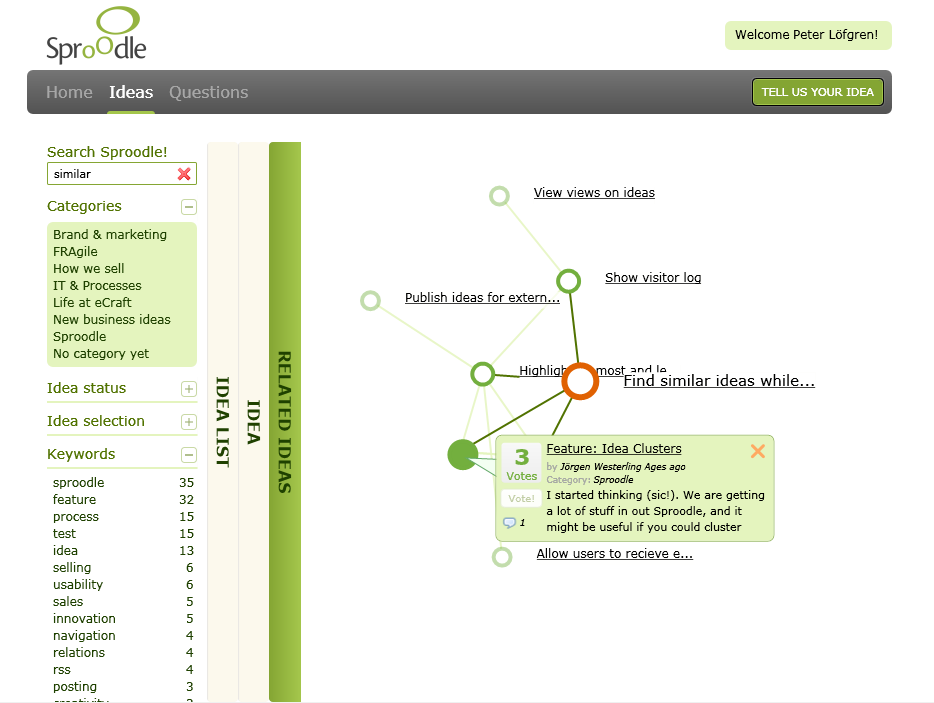 Sproodle
Welcome Peter Löfgren!
Home Ideas Questions
TELL US YOUR IDEA
Search Sproodle!
similar
Categories
Brand & marketing
FRAgile
How we sell
IT & Processes
Life at eCraft
New business ideas
Sproodle
No category yet
Idea status
Idea selection
Keywords
sproodle 35
feature 32
process 15
test 15
idea 13
selling 6
usability 6
sales 5
innovation 5
navigation 4
relations 4
rss 4
posting 3
IDEA LIST
IDEA
RELATED IDEAS
View views on ideas
Show visitor log
Publish ideas for extern...
most and le
Find similar ideas while...
3
Votes
Vote!
1
Feature: Idea Clusters
by Jörgen Westerling Ages ago
Category: Sproodle
I started thinking (sic!). We are getting
a lot of stuff in out Sproodle, and it
might be useful if you could cluster
Allow users to recieve e...